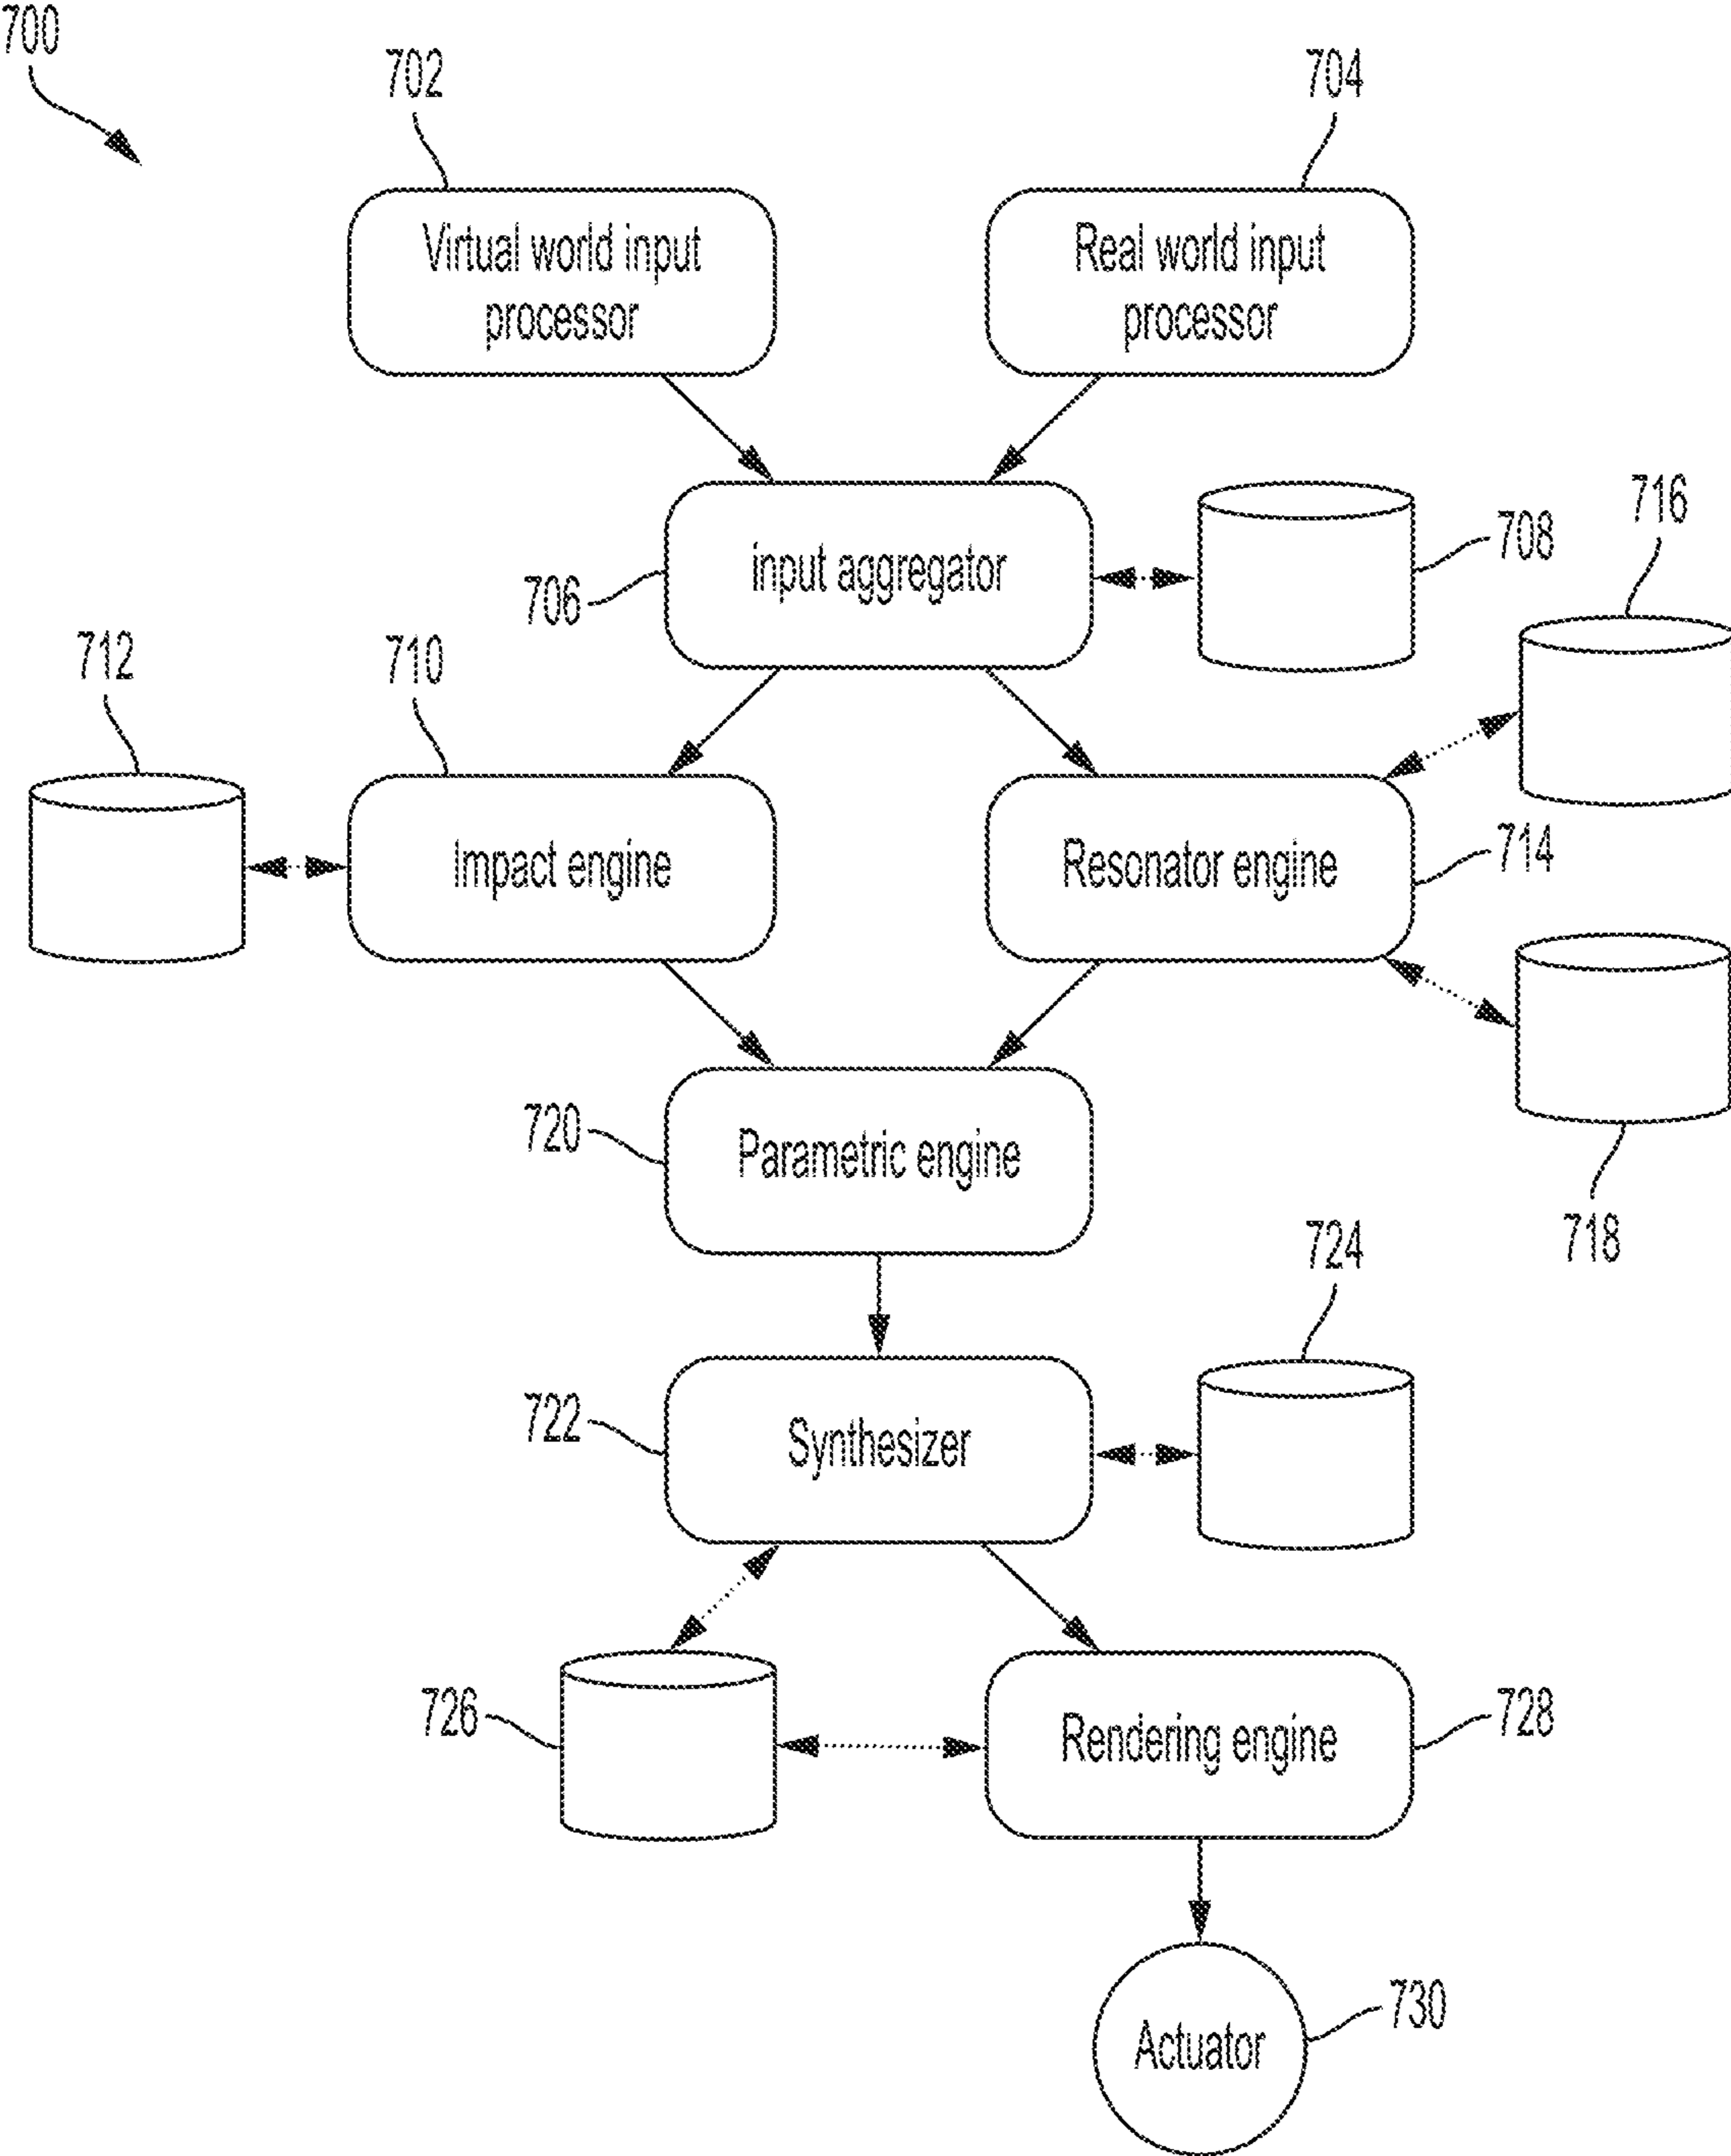 700
702
704
Virtual world input
processor
Real world input
processor
706
input aggregator
708
716
712
710
Impact engine
Resonator engine
714
720
Parametric engine
718
724
722
Synthesizer
726
Rendering engine
728
Actuator
730